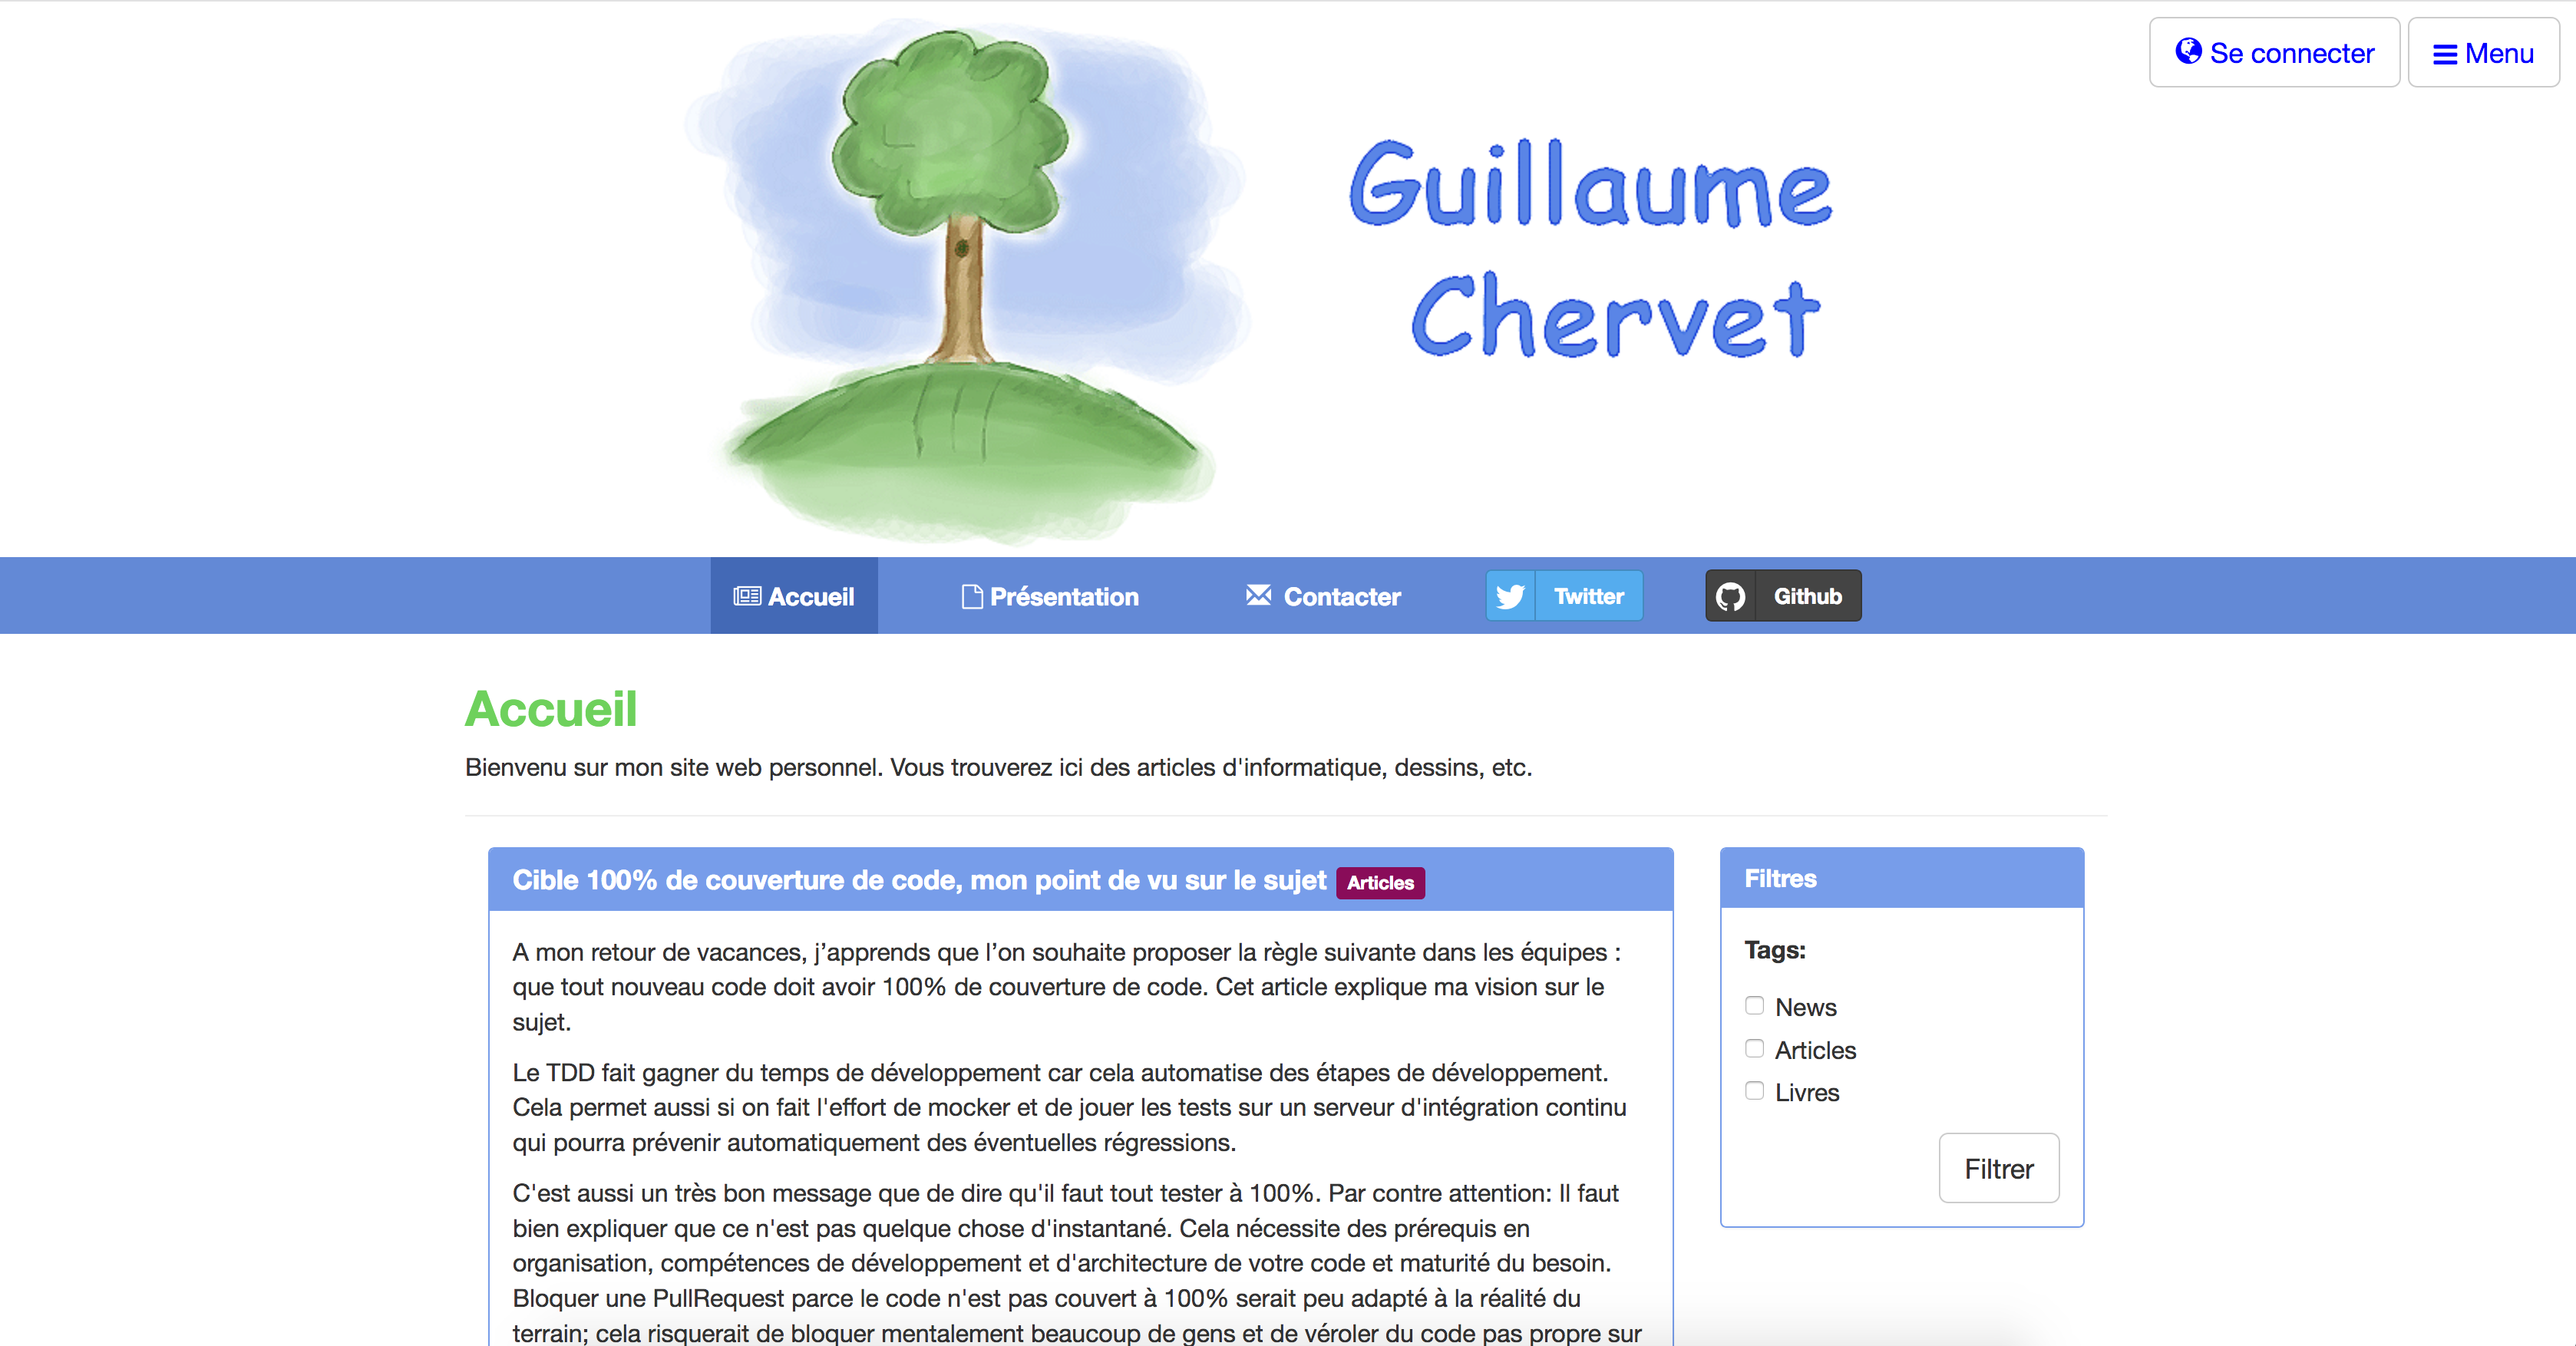 Se connecter
Menu
Guillaume
Chervet
Accueil
Présentation
Contacter
Twitter
Github
Accueil
Bienvenu sur mon site web personnel. Vous trouverez ici des articles d'informatique, dessins, etc.
Cible 100% de couverture de code, mon point de vu sur le sujet Articles
A mon retour de vacances, j’apprends que l’on souhaite proposer la règle suivante dans les équipes :
que tout nouveau code doit avoir 100% de couverture de code. Cet article explique ma vision sur le
sujet.
Le TDD fait gagner du temps de développement car cela automatise des étapes de développement.
Cela permet aussi si on fait l'effort de mocker et de jouer les tests sur un serveur d'intégration continu
qui pourra prévenir automatiquement des éventuelles régressions.
C'est aussi un très bon message que de dire qu'il faut tout tester à 100%. Par contre attention: Il faut
bien expliquer que ce n'est pas quelque chose d'instantané. Cela nécessite des prérequis en
organisation, compétences de développement et d'architecture de votre code et maturité du besoin.
Bloquer une PullRequest parce le code n'est pas couvert à 100% serait peu adapté à la réalité du
terrain; cela risquerait de bloquer mentalement beaucoup de gens et de véroler du code pas propre sur
Filtres
Tags:
News
Articles
Livres
Filtrer